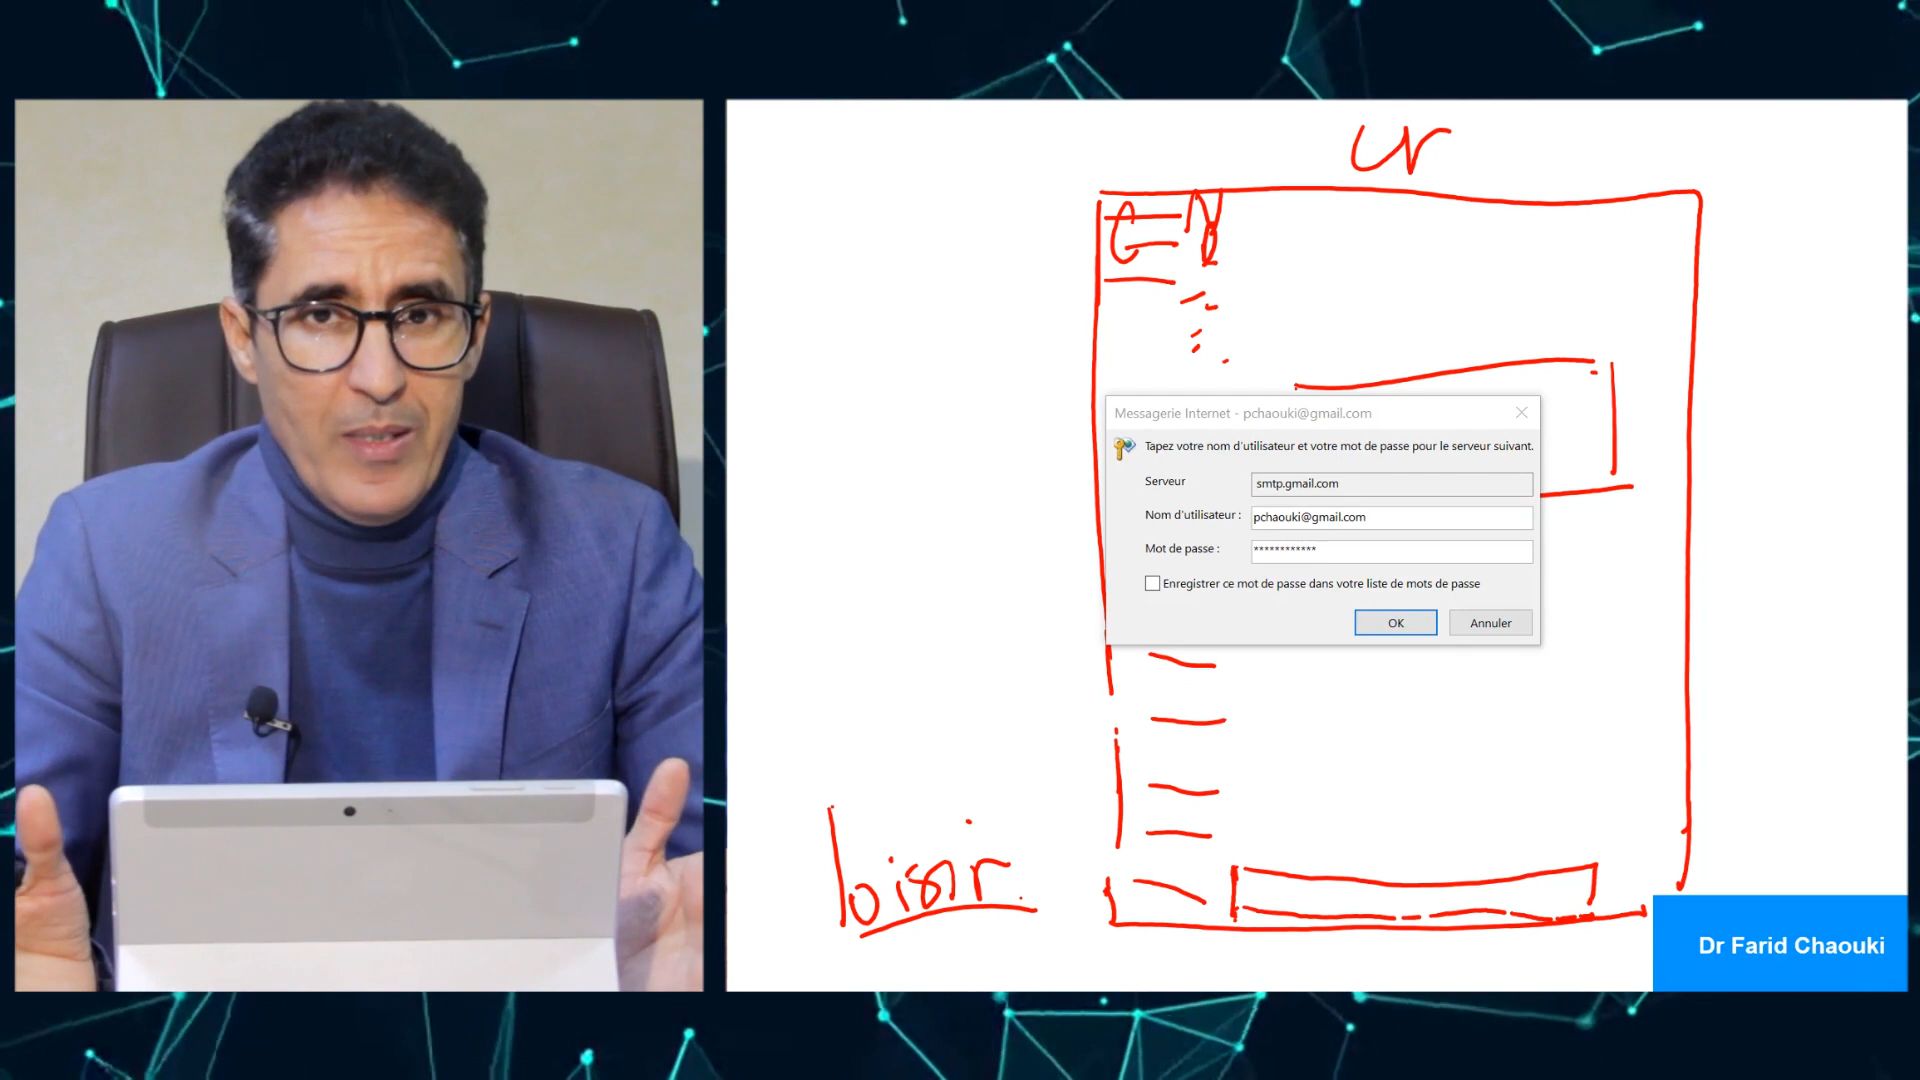 CV
Messagerie Internet - pchaouki@gmail.com
Tapez votre nom d'utilisateur et votre mot de passe pour le serveur suivant.
Serveur
smtp.gmail.com
Nom d'utilisateur :
pchaouki@gmail.com
Mot de passe :
************
Enregistrer ce mot de passe dans votre liste de mots de passe
OK
Annuler
loisir
Dr Farid Chaouki